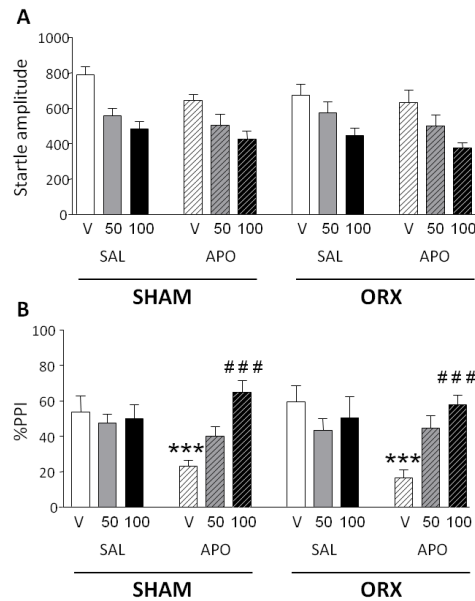 A
Startle amplitude
1000
800
600
400
200
0
V 50 100 V 50 100 V 50 100 V 50 100
SAL APO SAL APO
SHAM ORX
B
%PPI
100
80
60
40
20
0
*** ### *** ###
V 50 100 V 50 100 V 50 100 V 50 100
SAL APO SAL APO
SHAM ORX